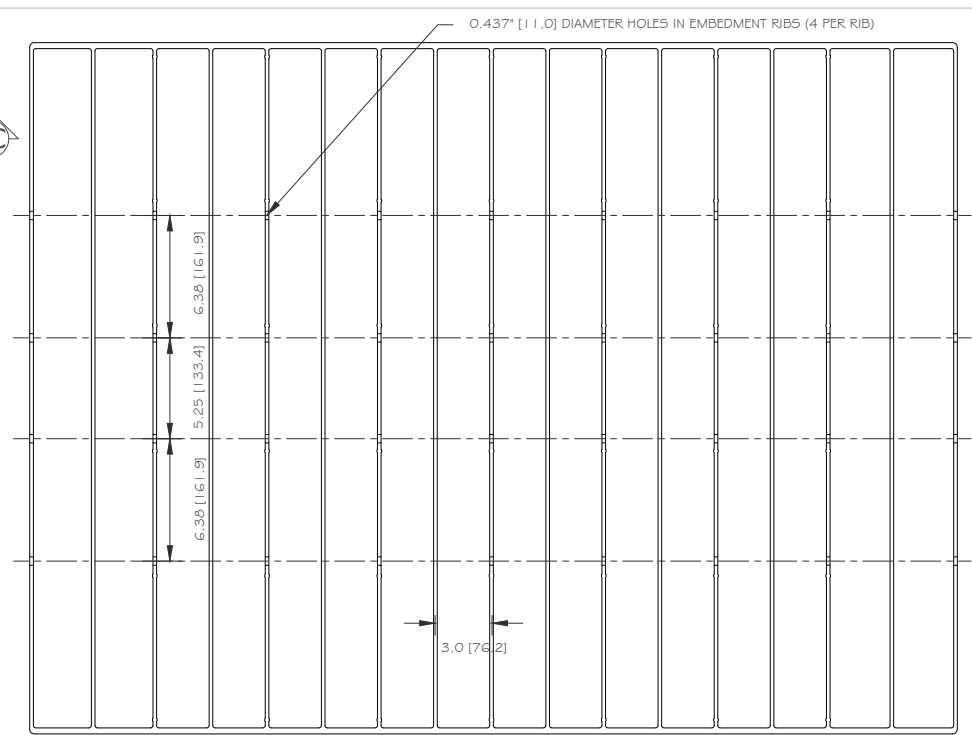 0.437" [11.0] DIAMETER HOLES IN EMBEDMENT RIBS (4 PER RIB)
6.38 [161.9]
5.25 [133.4]
6.38 [161.9]
3.0 [76.2]